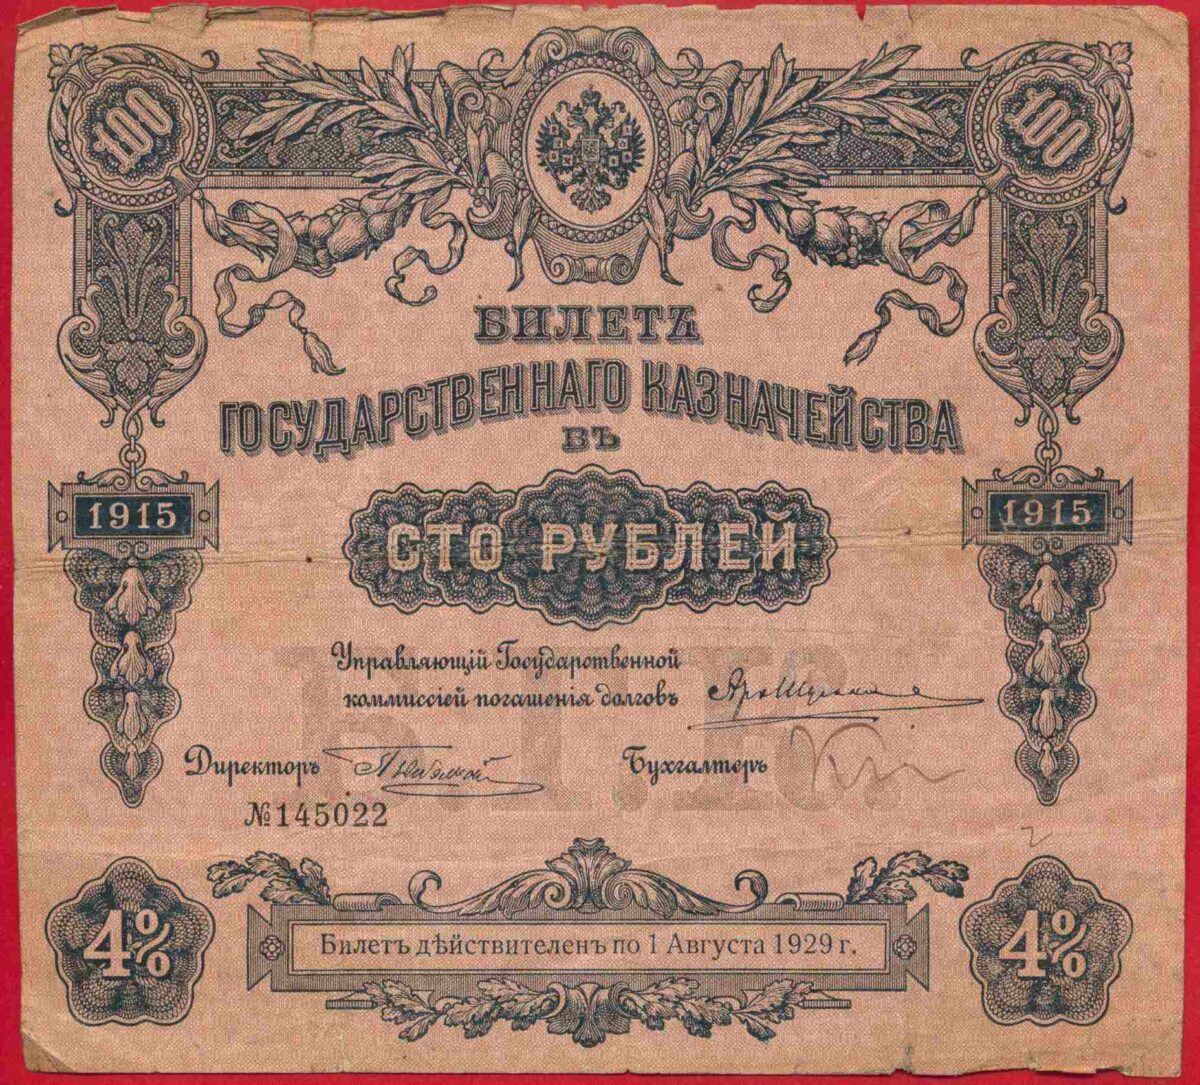 100 100
БИЛЕТЪ
ГОСУДАРСТВЕННАГО КАЗНАЧЕЙСТВА
ВЪ
1915 1915
СТО РУБЛЕЙ
Управляющій Государственной
коммиссіей погашенія долговъ
Директоръ Бухгалтеръ
№145022
4% 4%
Билетъ дѣйствителенъ по 1 Августа 1929 г.